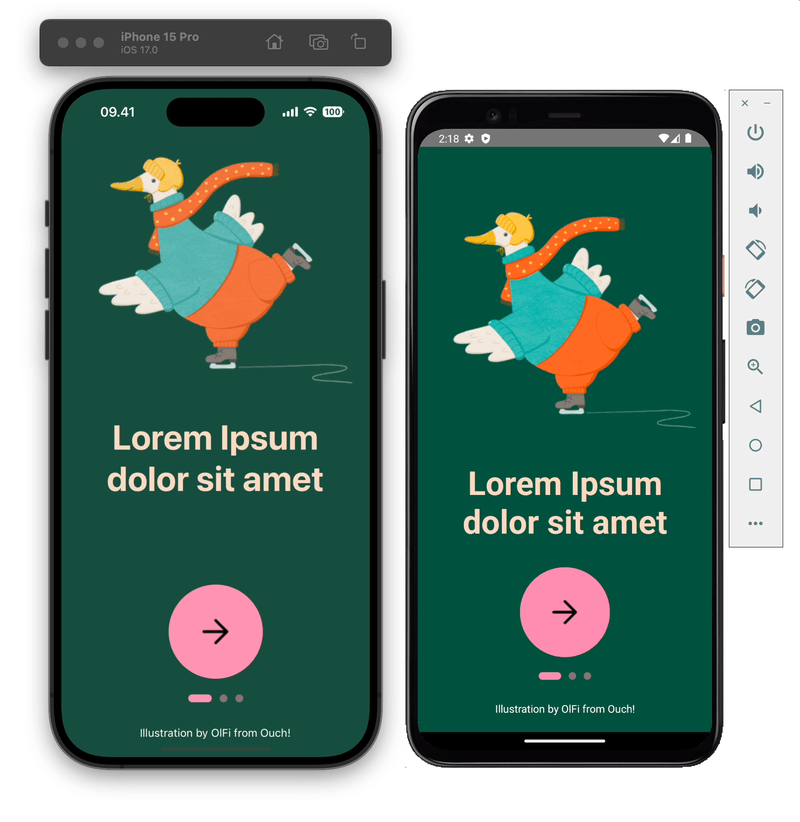 iPhone 15 Pro
iOS 17.0
09.41
100
Lorem Ipsum
dolor sit amet
Illustration by OlFi from Ouch!
2:18
Lorem Ipsum
dolor sit amet
Illustration by OlFi from Ouch!